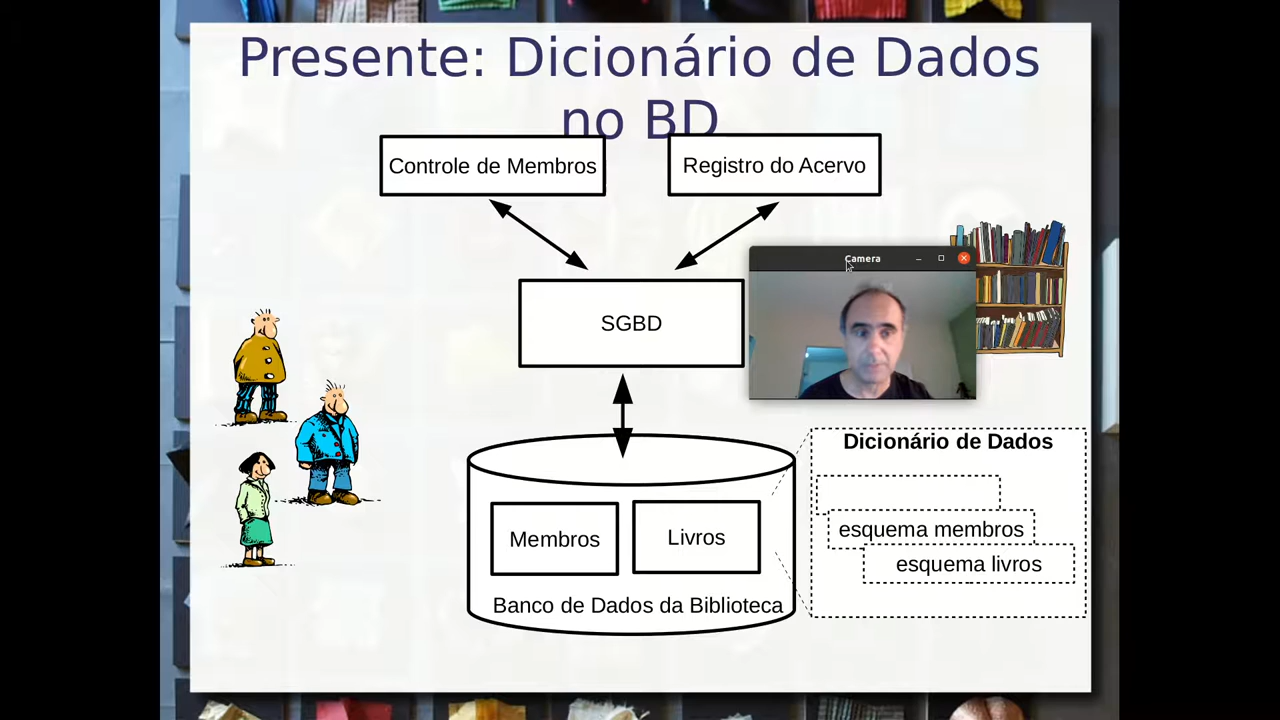 Presente: Dicionário de Dados
no BD
Controle de Membros
Registro do Acervo
Camera
SGBD
Dicionário de Dados
esquema membros
esquema livros
Membros
Livros
Banco de Dados da Biblioteca